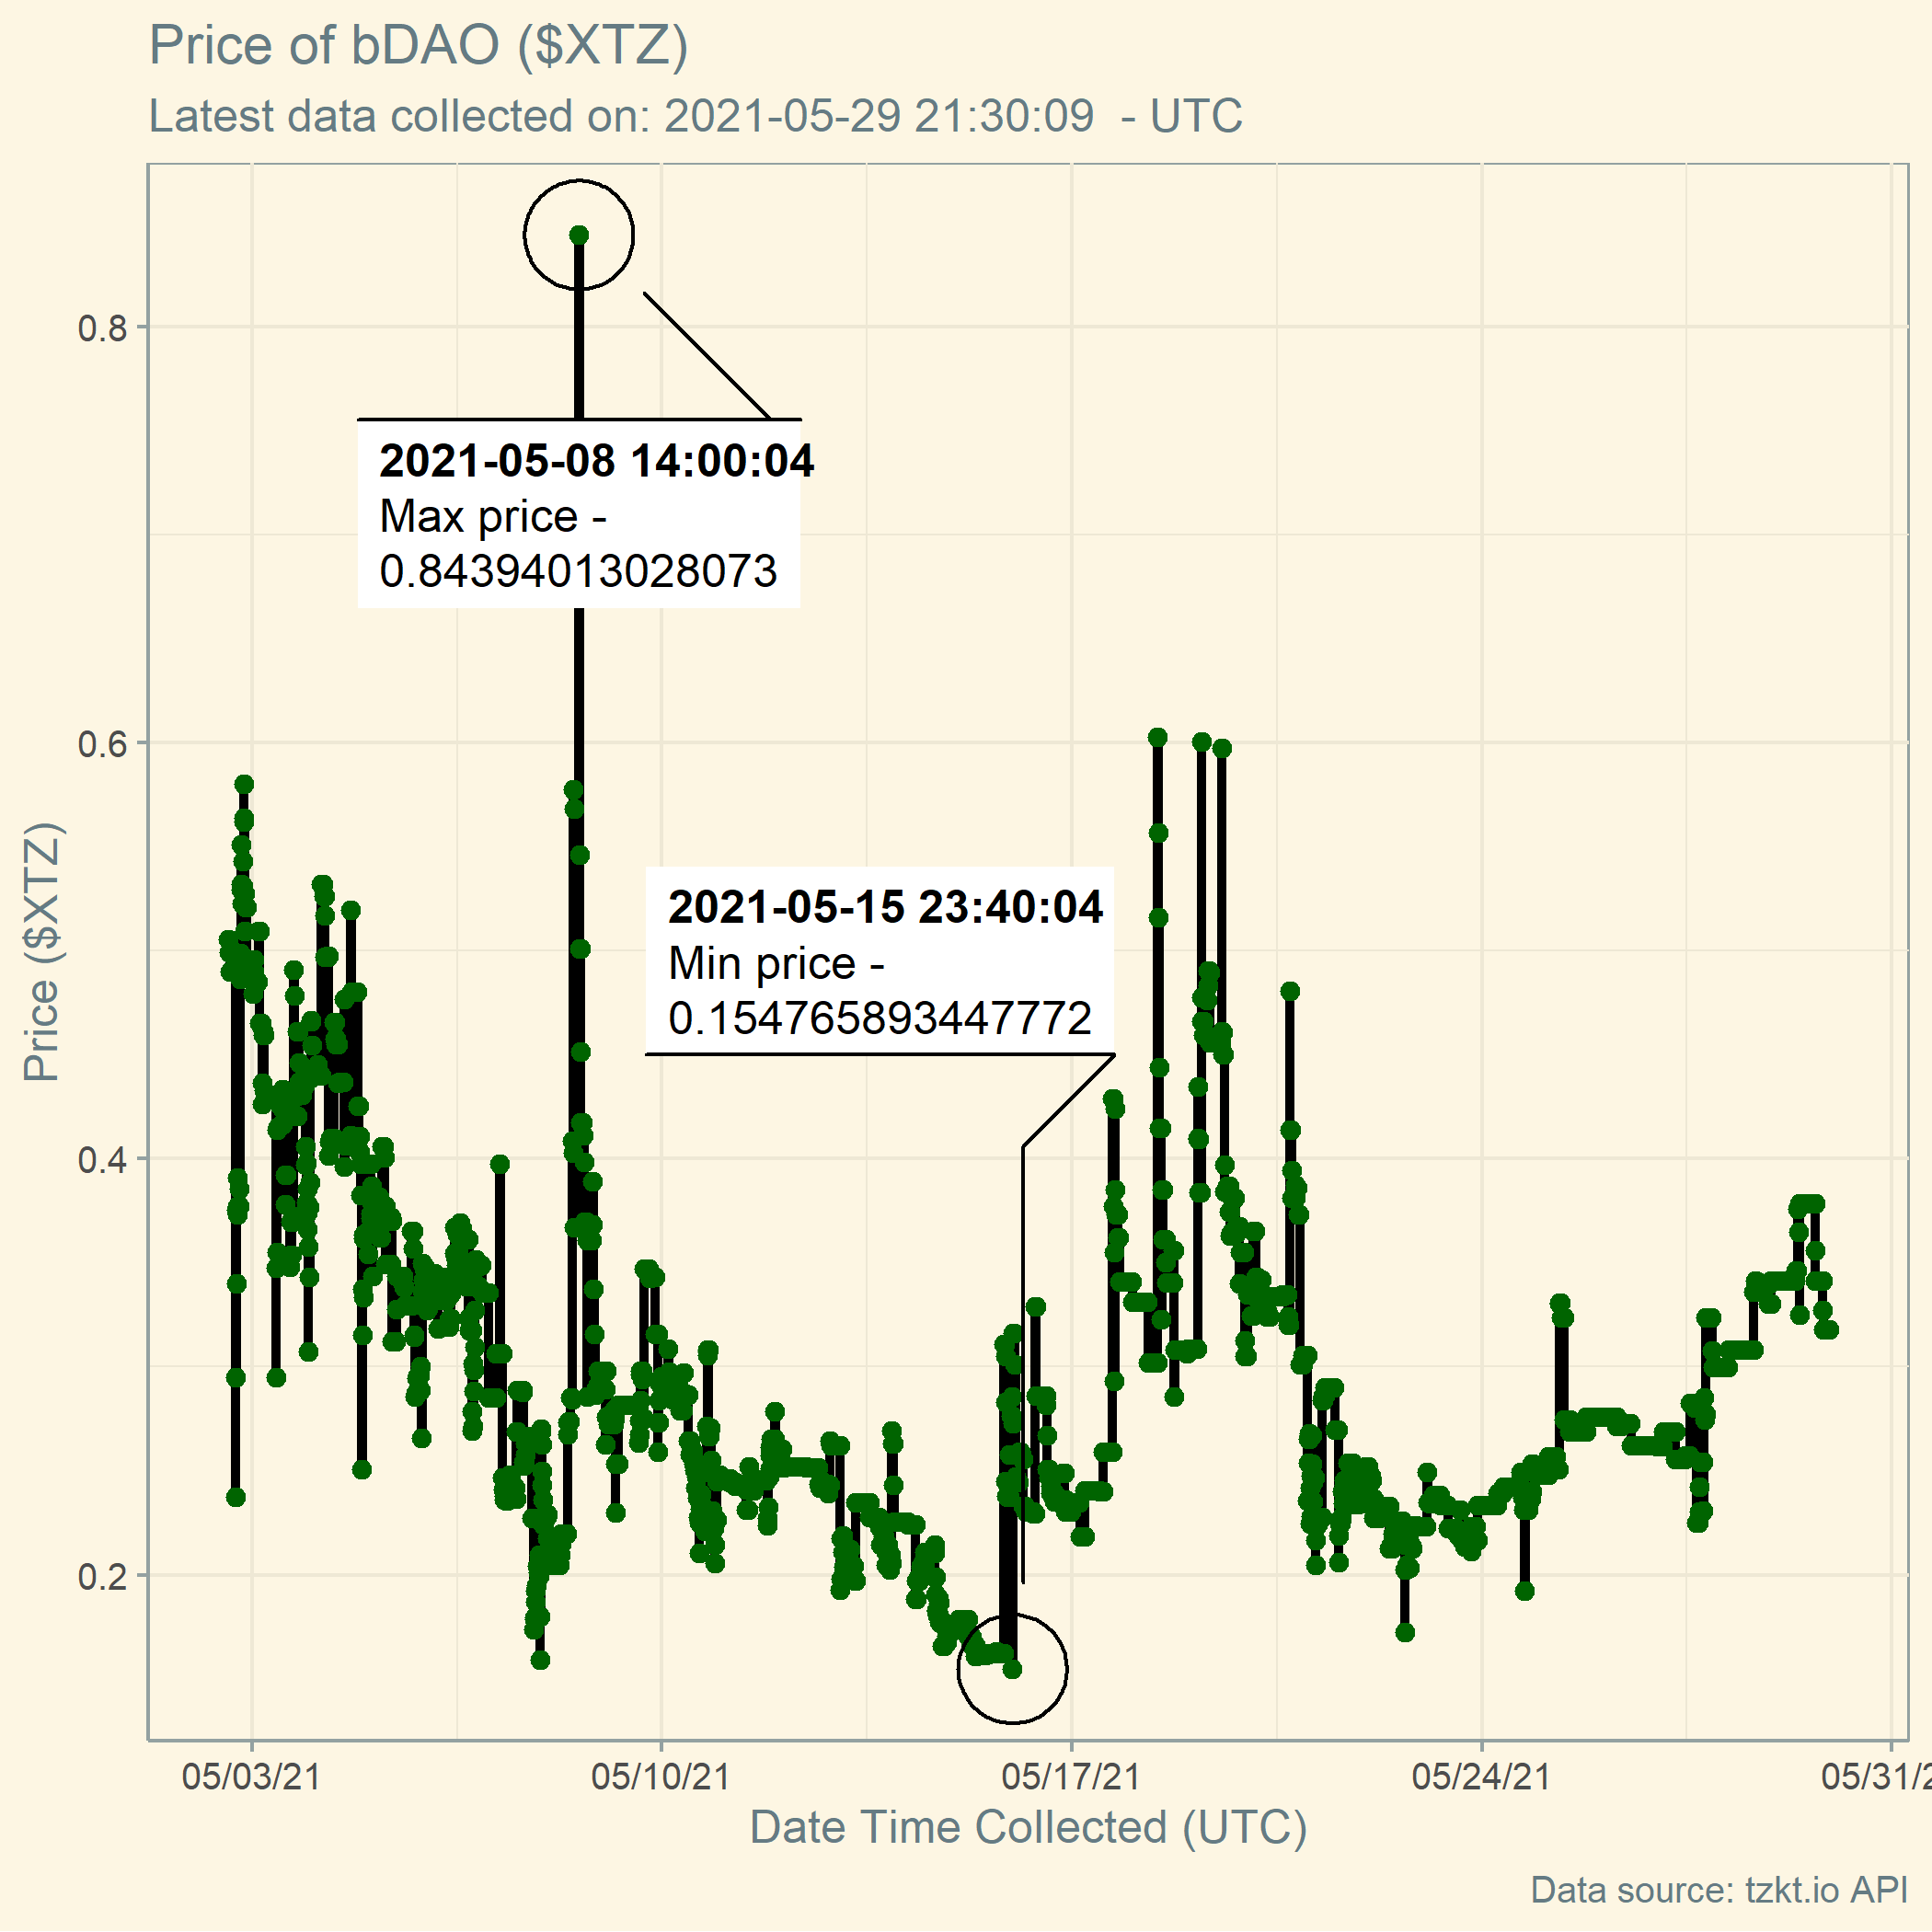 Price of bDAO ($XTZ)
Latest data collected on: 2021-05-29 21:30:09  - UTC
2021-05-08 14:00:04
Max price -
0.84394013028073
2021-05-15 23:40:04
Min price -
0.154765893447772
Price ($XTZ)
0.8
0.6
0.4
0.2
05/03/21
05/10/21
05/17/21
05/24/21
05/31/2
Date Time Collected (UTC)
Data source: tzkt.io API